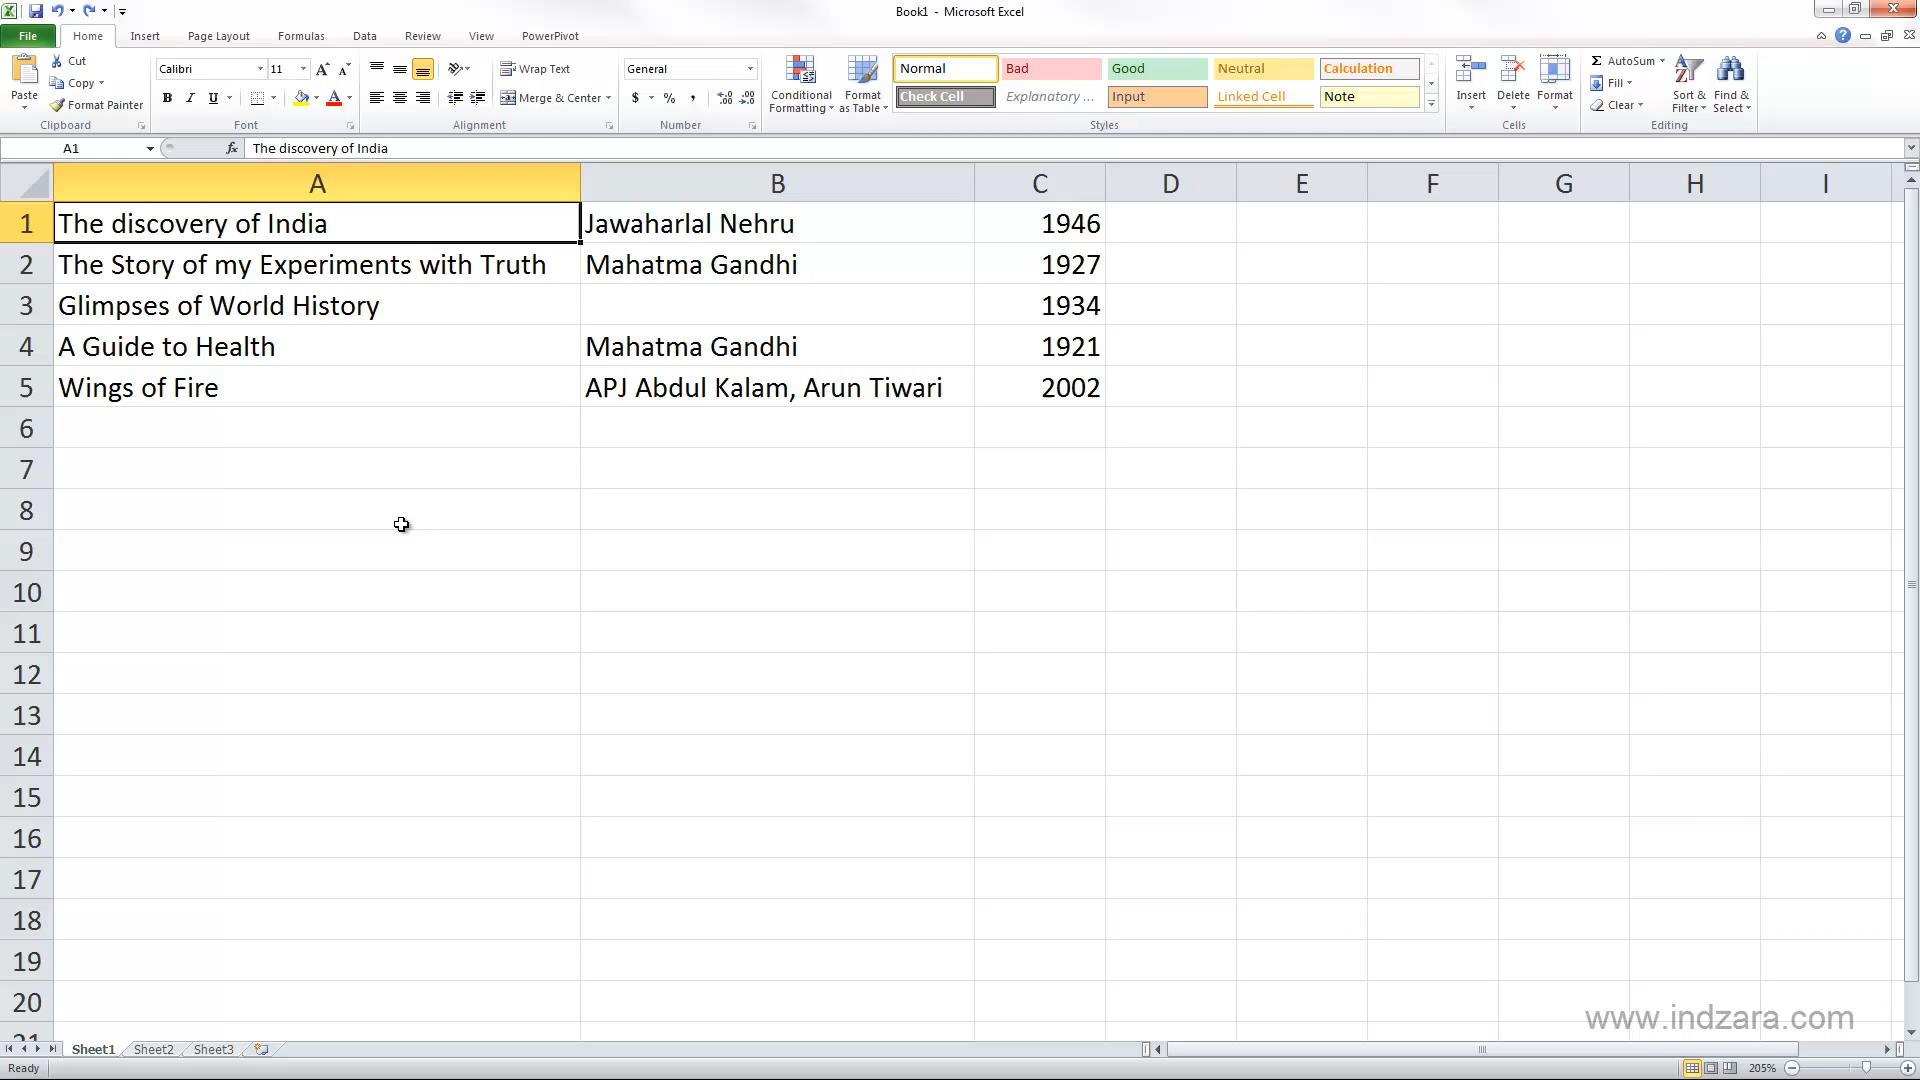 Book1 - Microsoft Excel
File Home Insert Page Layout Formulas Data Review View PowerPivot
Paste Cut Copy Format Painter Clipboard
Calibri 11 B I U Font
Wrap Text Merge & Center Alignment
General $ % , Number
Conditional Formatting Format as Table
Normal Bad Good Neutral Calculation
Check Cell Explanatory ... Input Linked Cell Note
Styles
Insert Delete Format Cells
Σ AutoSum Fill Clear Sort & Filter Find & Select Editing
A1 fx The discovery of India
A B C D E F G H I
1 The discovery of India Jawaharlal Nehru 1946
2 The Story of my Experiments with Truth Mahatma Gandhi 1927
3 Glimpses of World History 1934
4 A Guide to Health Mahatma Gandhi 1921
5 Wings of Fire APJ Abdul Kalam, Arun Tiwari 2002
6
7
8
9
10
11
12
13
14
15
16
17
18
19
20
21
www.indzara.com
Sheet1 Sheet2 Sheet3
Ready 205%